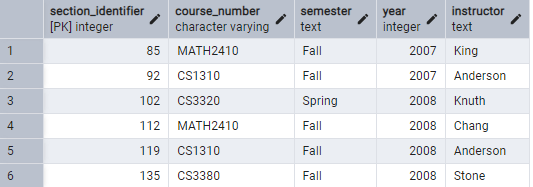 section_identifier course_number semester year instructor
[PK] integer character varying text integer text
1 85 MATH2410 Fall 2007 King
2 92 CS1310 Fall 2007 Anderson
3 102 CS3320 Spring 2008 Knuth
4 112 MATH2410 Fall 2008 Chang
5 119 CS1310 Fall 2008 Anderson
6 135 CS3380 Fall 2008 Stone